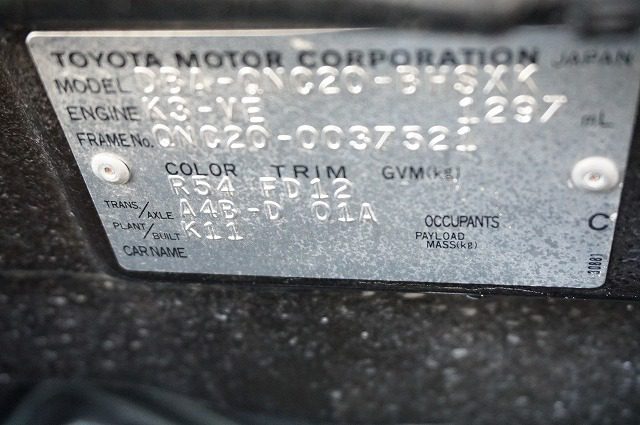 TOYOTA MOTOR CORPORATION JAPAN
MODEL DBA-QNC20-BHSXK
ENGINE K3-VE 1297 mL
FRAME No. QNC20-0037521
COLOR TRIM GVM(kg)
R54 FD12
TRANS./AXLE A4B-D 01A OCCUPANTS C
PLANT/BUILT K11 PAYLOAD MASS(kg)
CAR NAME
30881